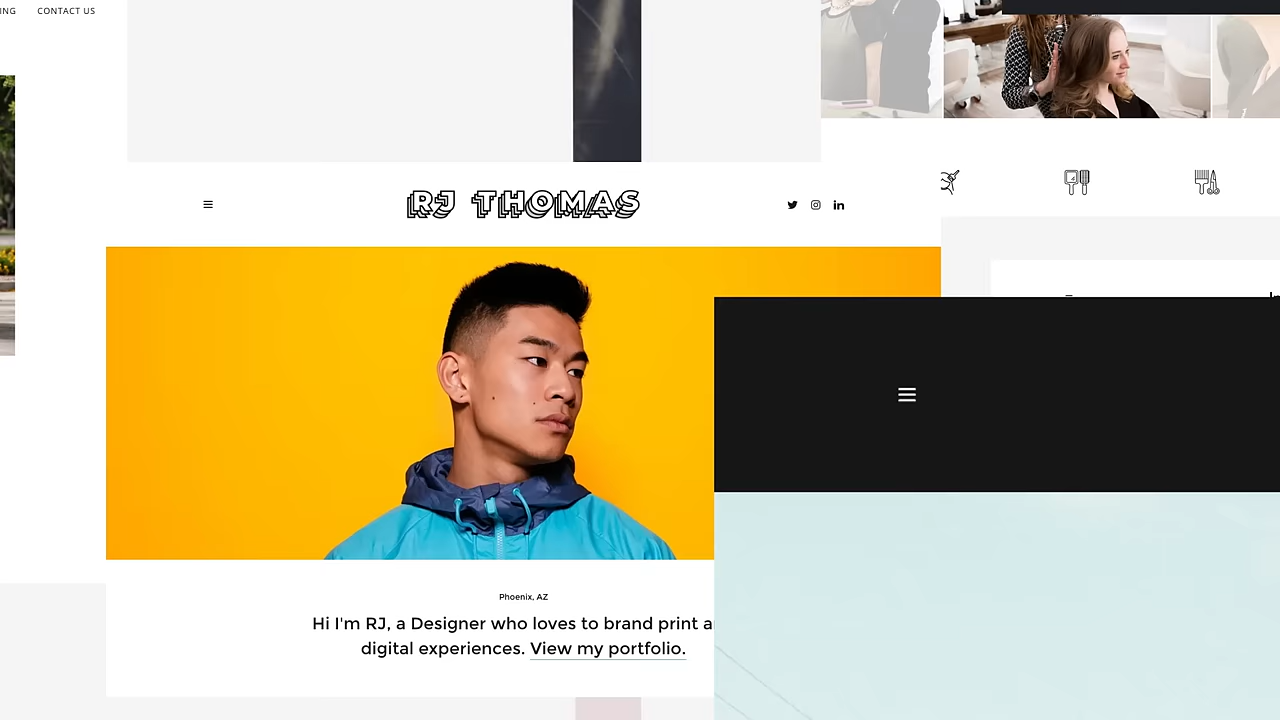 CONTACT US
RJ THOMAS
Phoenix, AZ
Hi I'm RJ, a Designer who loves to brand print
digital experiences. View my portfolio.